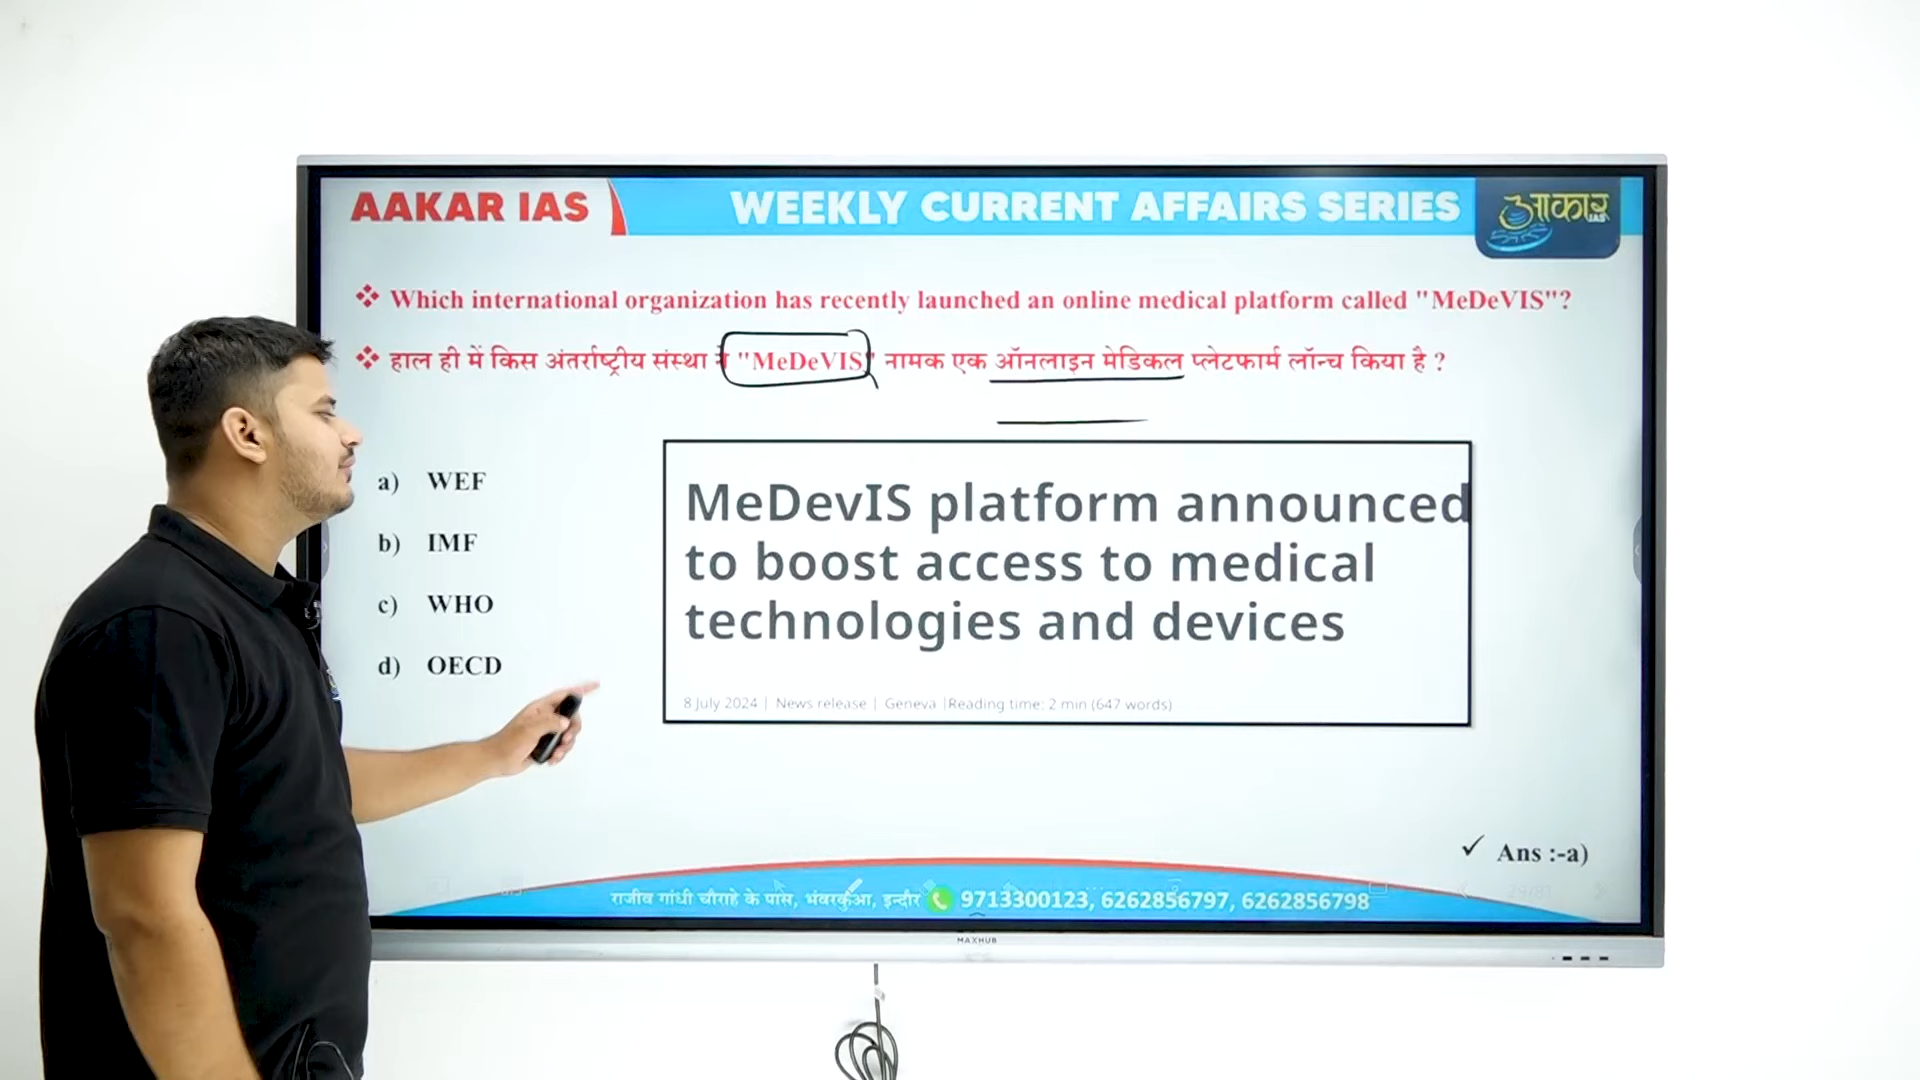 AAKAR IAS
WEEKLY CURRENT AFFAIRS SERIES
आकार
IAS
❖ Which international organization has recently launched an online medical platform called "MeDeVIS"?
❖ हाल ही में किस अंतर्राष्ट्रीय संस्था ने "MeDeVIS" नामक एक ऑनलाइन मेडिकल प्लेटफार्म लॉन्च किया है ?
a) WEF
b) IMF
c) WHO
d) OECD
MeDevIS platform announced
to boost access to medical
technologies and devices
8 July 2024 | News release | Geneva |Reading time: 2 min (647 words)
✓ Ans :-a)
राजीव गांधी चौराहे के पास, भंवरकुँआ, इन्दौर 9713300123, 6262856797, 6262856798
MAXHUB